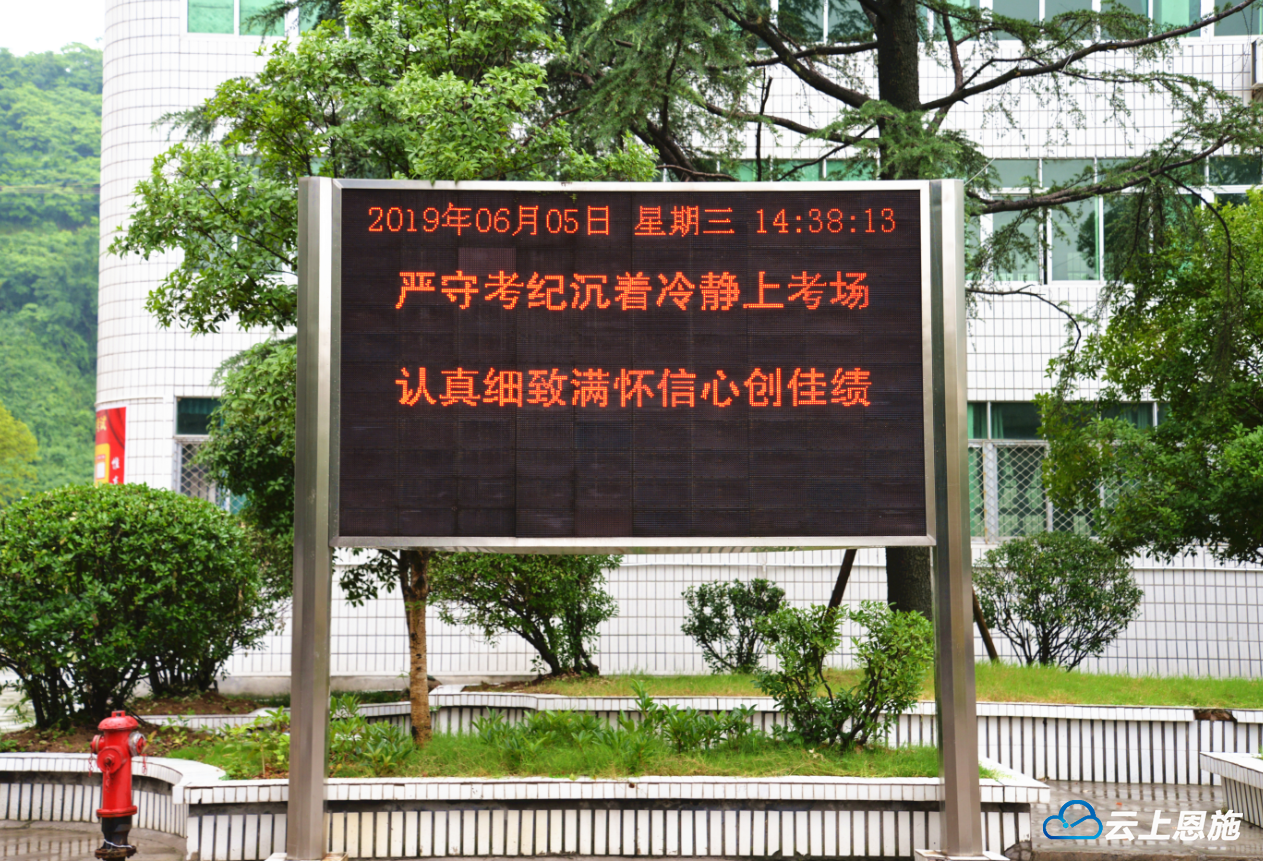 2019年06月05日 星期三 14:38:13
严守考纪沉着冷静上考场
认真细致满怀信心创佳绩
云上恩施